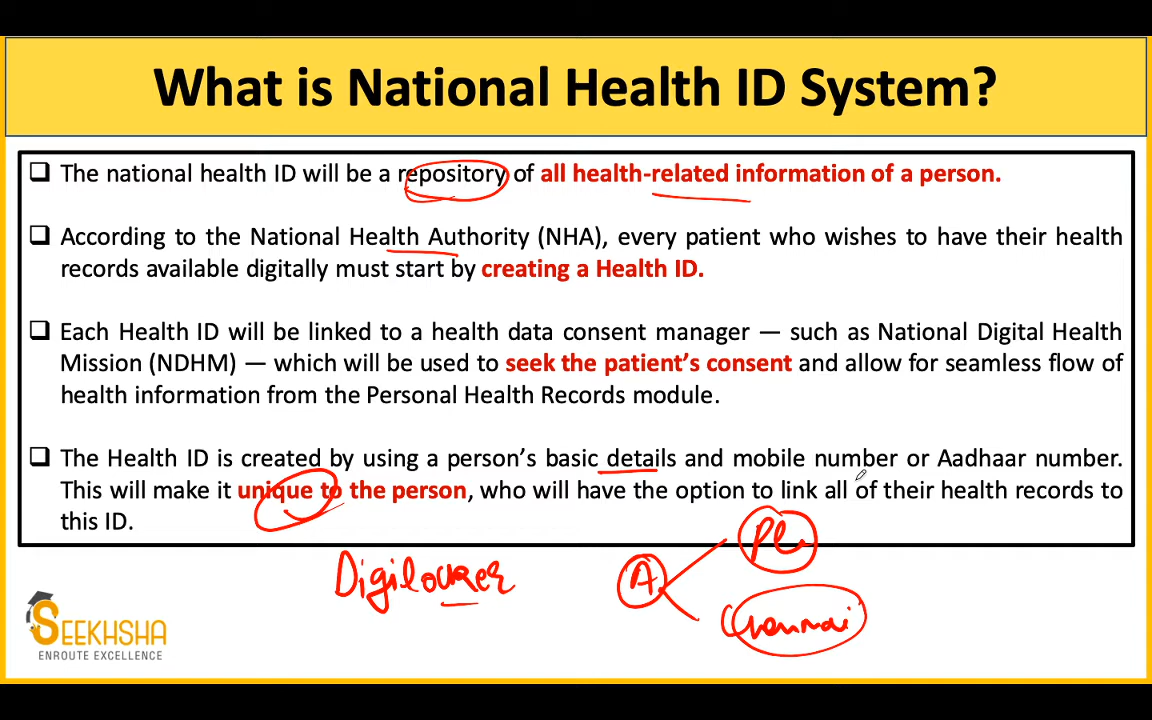 What is National Health ID System?
The national health ID will be a repository of all health-related information of a person.
According to the National Health Authority (NHA), every patient who wishes to have their health
records available digitally must start by creating a Health ID.
Each Health ID will be linked to a health data consent manager — such as National Digital Health
Mission (NDHM) — which will be used to seek the patient's consent and allow for seamless flow of
health information from the Personal Health Records module.
The Health ID is created by using a person's basic details and mobile number or Aadhaar number.
This will make it unique to the person, who will have the option to link all of their health records to
this ID.
Digilocker
A
Chennai
SEEKHSHA
ENROUTE EXCELLENCE